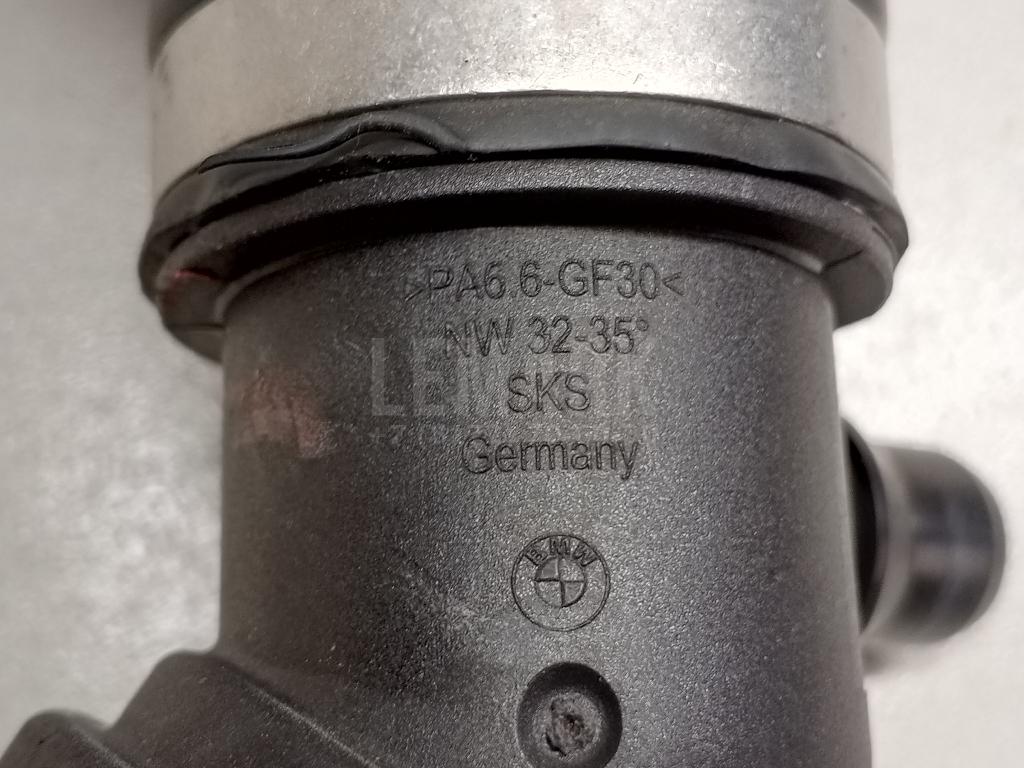 >PA6.6-GF30<
NW 32-35°
SKS
Germany
BMW